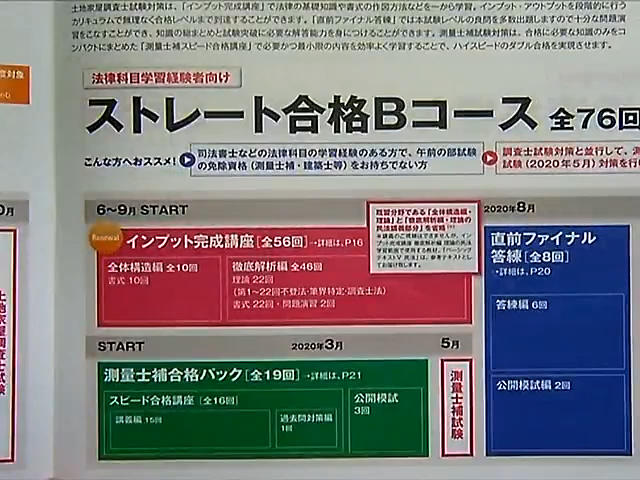 土地家屋調査士試験対策は、「インプット完成講座」で法律の基礎知識や書式の作図方法などを一から学習。インプット・アウトプットを段階的に行う
カリキュラムで無理なく合格レベルまで到達することができます。「直前ファイナル答練」では本試験レベルの良問を多数出題しますので十分な問題演
習をこなすことができ、知識の総まとめと試験突破に必要な解答能力を身につけることができます。測量士補試験対策は、合格に必要な知識のみをコ
ンパクトにまとめた「測量士補スピード合格講座」で必要かつ最小限の内容を効率よく学習することで、ハイスピードのダブル合格を実現させます。
度対象
法律科目学習経験者向け
ストレート合格Bコース 全76回
こんな方へおススメ!
司法書士などの法律科目の学習経験のある方で、午前の部試験
の免除資格(測量士補・建築士等)をお持ちでない方
調査士試験対策と並行して、測
試験(2020年5月)対策を行
月
6~9月 START
2020年8月
Renewal
インプット完成講座[全56回]→詳細は、P16
全体構造編 全10回
書式 10回
徹底解析編 全46回
理論 22回
(第1~22回不登法・筆界特定・調査士法)
書式 22回・問題演習 2回
既習分野である「全体構造編・
理論」と「徹底解析編・理論の
民法講義部分」を省略
直前ファイナル
答練[全8回]
→詳細は、P20
答練編 6回
公開模試編 2回
土地家屋調査士試験
START
2020年3月
5月
測量士補合格パック[全19回]→詳細は、P21
スピード合格講座[全16回]
講義編 15回
過去問対策編
1回
公開模試
3回
測量士補試験